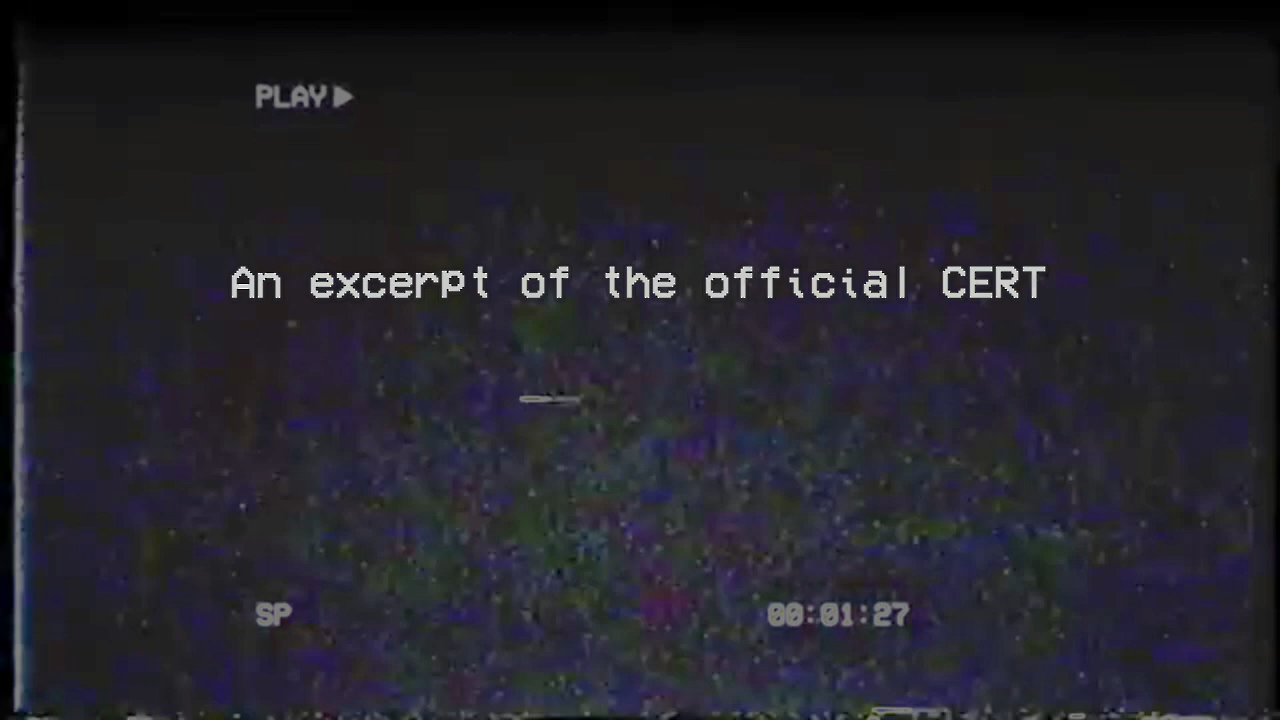 PLAY▶
An excerpt of the official CERT
SP
00:01:27